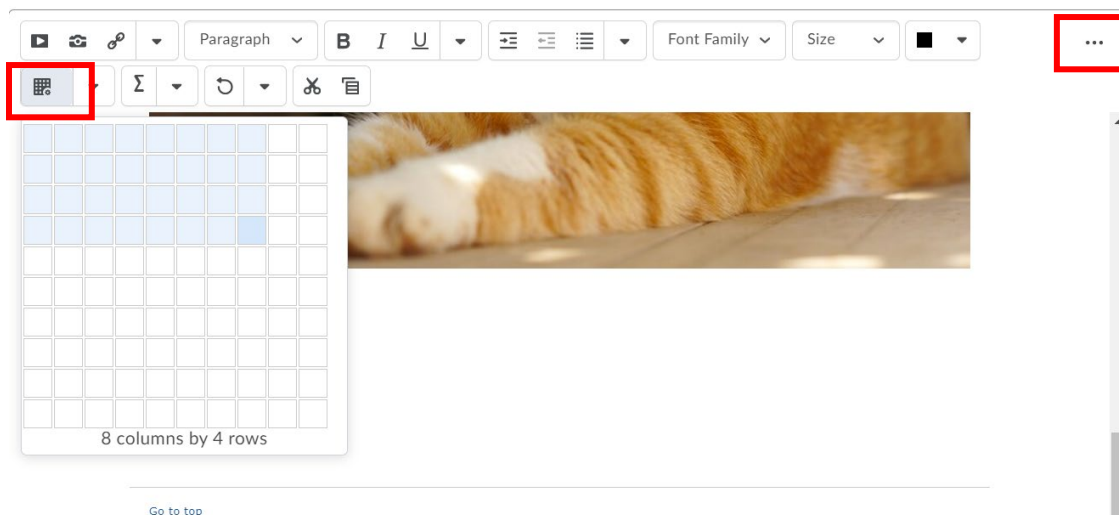 Paragraph B I U Font Family Size
Σ
8 columns by 4 rows
Go to top